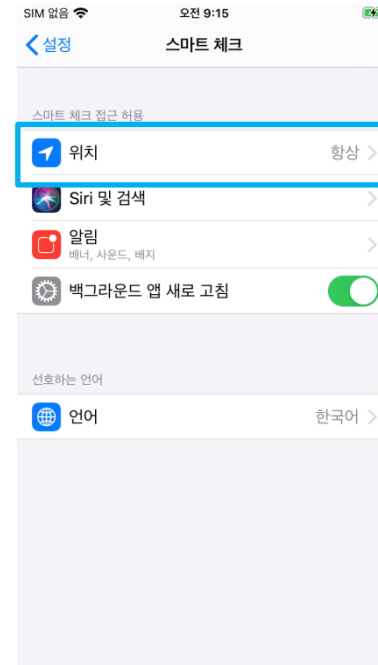 SIM 없음 오전 9:15
설정 스마트 체크
스마트 체크 접근 허용
위치 항상
Siri 및 검색
알림
배너, 사운드, 배지
백그라운드 앱 새로 고침
선호하는 언어
언어 한국어